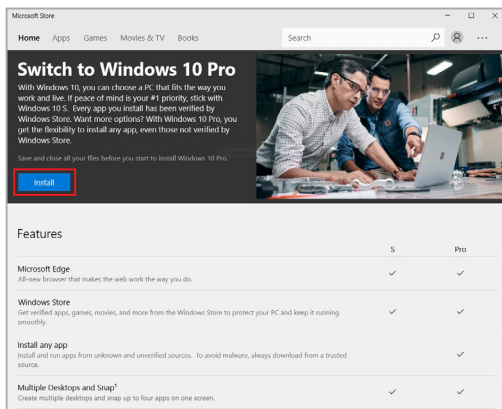 Microsoft Store
Home Apps Games Movies & TV Books Search
Switch to Windows 10 Pro
With Windows 10, you can choose a PC that fits the way you
work and live. If peace of mind is your #1 priority, stick with
Windows 10 S. Every app you install has been verified by
Windows Store. Want more options? With Windows 10 Pro, you
get the flexibility to install any app, even those not verified by
Windows Store.
Save and close all your files before you start to install Windows 10 Pro.
Install
Features
S Pro
Microsoft Edge
All-new browser that makes the web work the way you do.
Windows Store
Get verified apps, games, movies, and more from the Windows Store to protect your PC and keep it running
smoothly.
Install any app
Install and run apps from unknown and unverified sources. To avoid malware, always download from a trusted
source.
Multiple Desktops and Snap¹
Create multiple desktops and snap up to four apps on one screen.